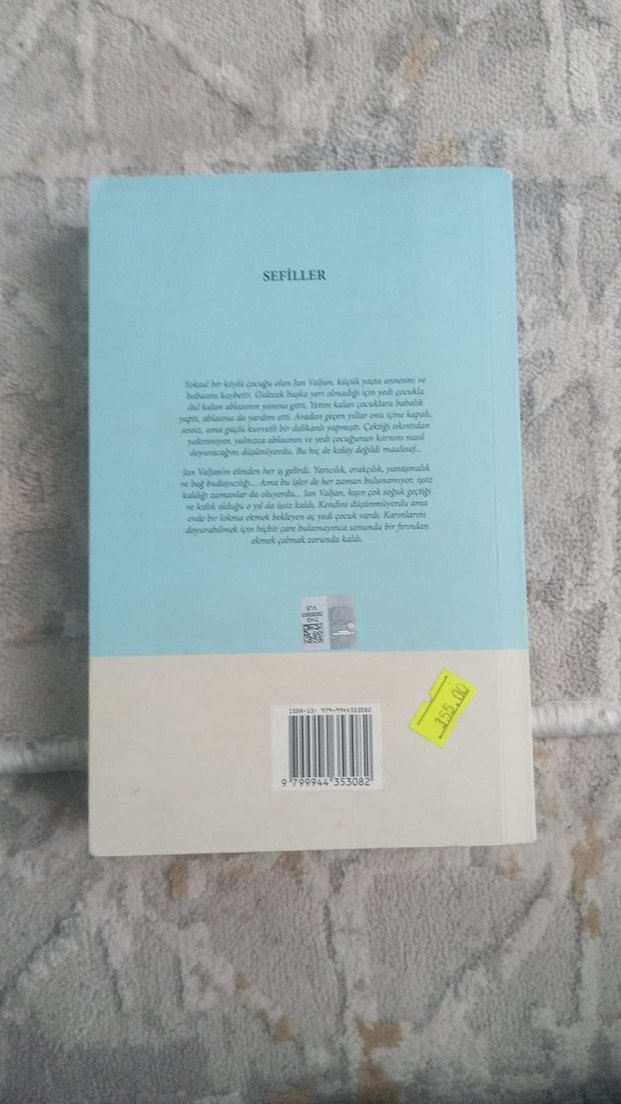 SEFİLLER
Yoksul bir köylü çocuğu olan Jan Valjan, küçük yaşta annesini ve
babasını kaybetti. Gidecek başka yeri olmadığı için yedi çocukla
dul kalan ablasının yanına gitti. Yetim kalan çocuklara babalık
yaptı, ablasına da yardım etti. Aradan geçen yıllar onu içine kapalı,
sessiz, ama güçlü kuvvetli bir delikanlı yapmıştı. Çektiği sıkıntıdan
yakınmıyor, yalnızca ablasının ve yedi çocuğunun karnını nasıl
doyuracağını düşünüyordu. Bu hiç de kolay değildi maalesef...
Jan Valjan'ın elinden her iş gelirdi. Yarıcılık, orakçılık, yanaşmalık
ve bağ budayıcılığı... Ama bu işler de her zaman bulunamıyor, işsiz
kaldığı zamanlar da oluyordu... Jan Valjan, kışın çok soğuk geçtiği
ve kıtlık olduğu o yıl da işsiz kaldı. Kendini düşünmüyordu ama
evde bir lokma ekmek bekleyen aç yedi çocuk vardı. Karınlarını
doyurabilmek için hiçbir çare bulamayınca sonunda bir fırından
ekmek çalmak zorunda kaldı.
ISBN-13: 979-9944353082
9 799944 353082